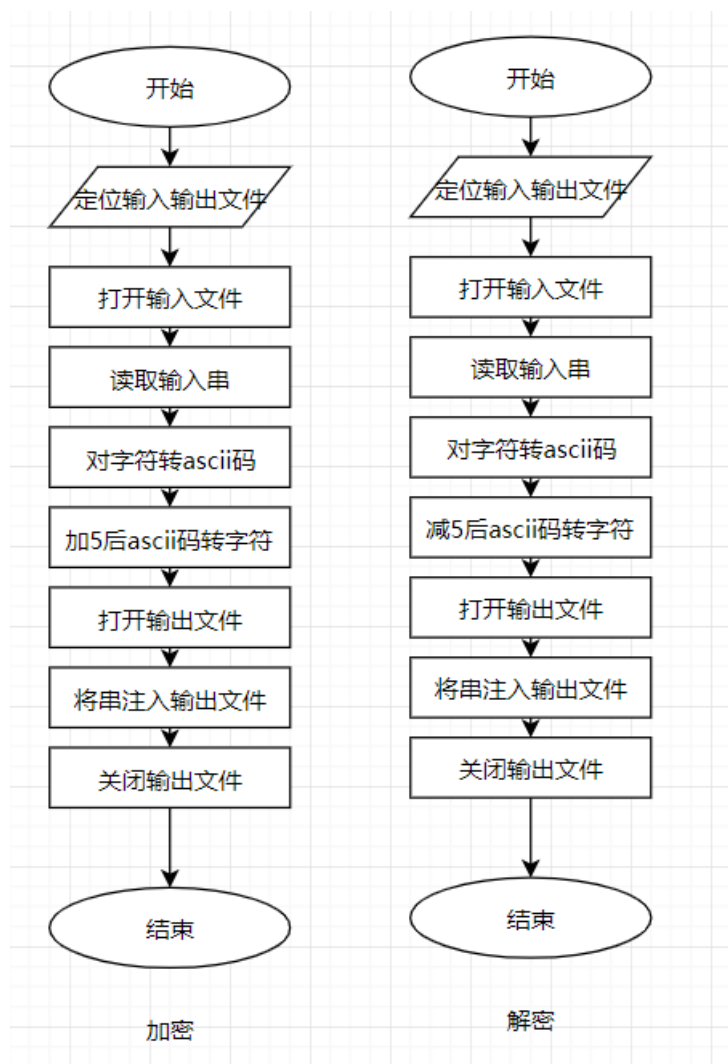 开始
定位输入输出文件
打开输入文件
读取输入串
对字符转ascii码
加5后ascii码转字符
打开输出文件
将串注入输出文件
关闭输出文件
结束
加密
开始
定位输入输出文件
打开输入文件
读取输入串
对字符转ascii码
减5后ascii码转字符
打开输出文件
将串注入输出文件
关闭输出文件
结束
解密